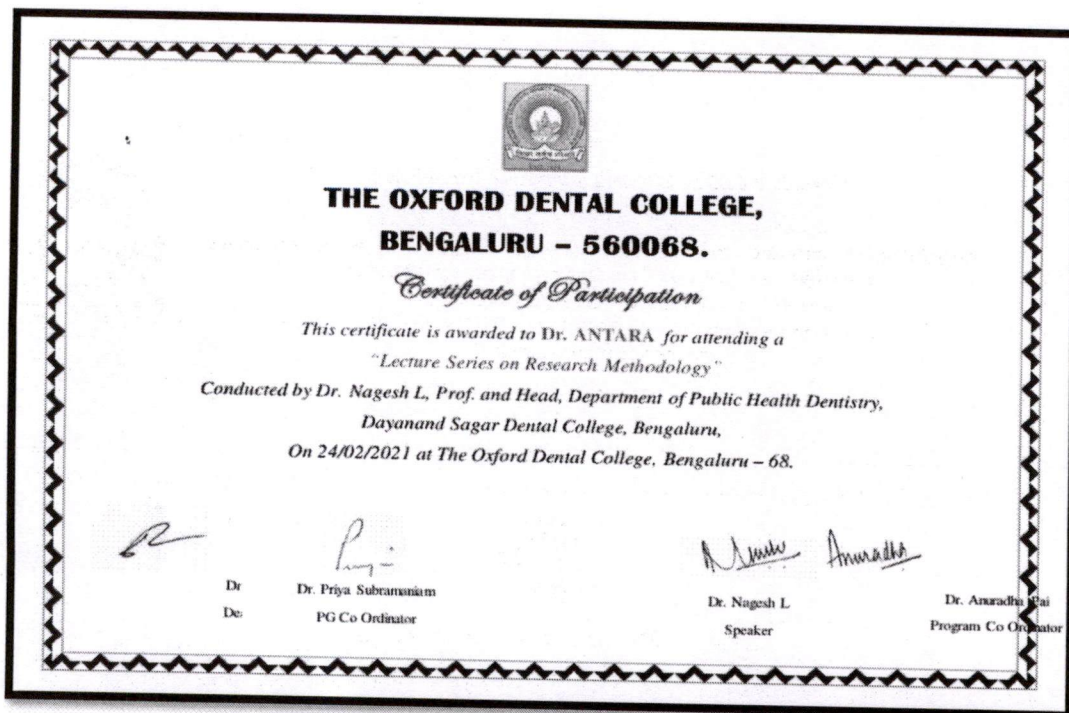 THE OXFORD DENTAL COLLEGE,
BENGALURU – 560068.
Certificate of Participation
This certificate is awarded to Dr. ANTARA for attending a
"Lecture Series on Research Methodology"
Conducted by Dr. Nagesh L, Prof. and Head, Department of Public Health Dentistry,
Dayanand Sagar Dental College, Bengaluru,
On 24/02/2021 at The Oxford Dental College, Bengaluru – 68.
Anuradha
Dr Dr. Priya Subramaniam Dr. Nagesh L Dr. Anuradha Pai
De PG Co Ordinator Speaker Program Co Ordinator